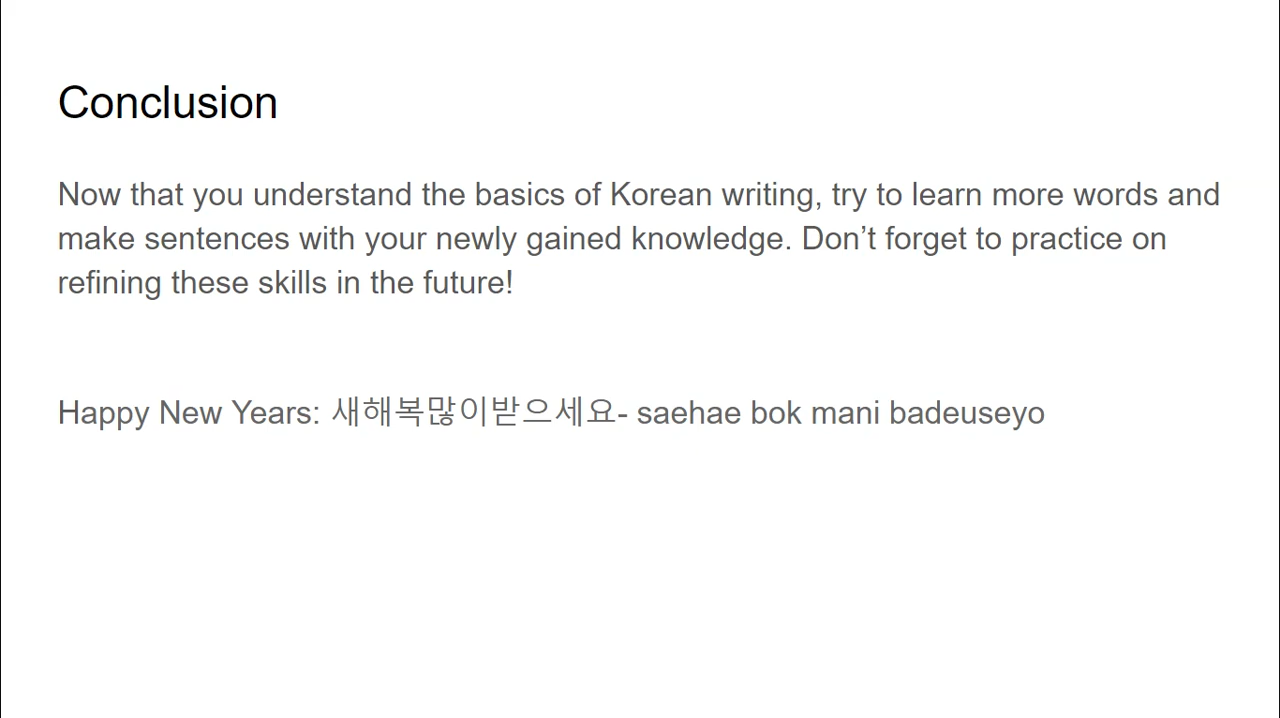 Conclusion
Now that you understand the basics of Korean writing, try to learn more words and
make sentences with your newly gained knowledge. Don’t forget to practice on
refining these skills in the future!
Happy New Years: 새해복많이받으세요- saehae bok mani badeuseyo